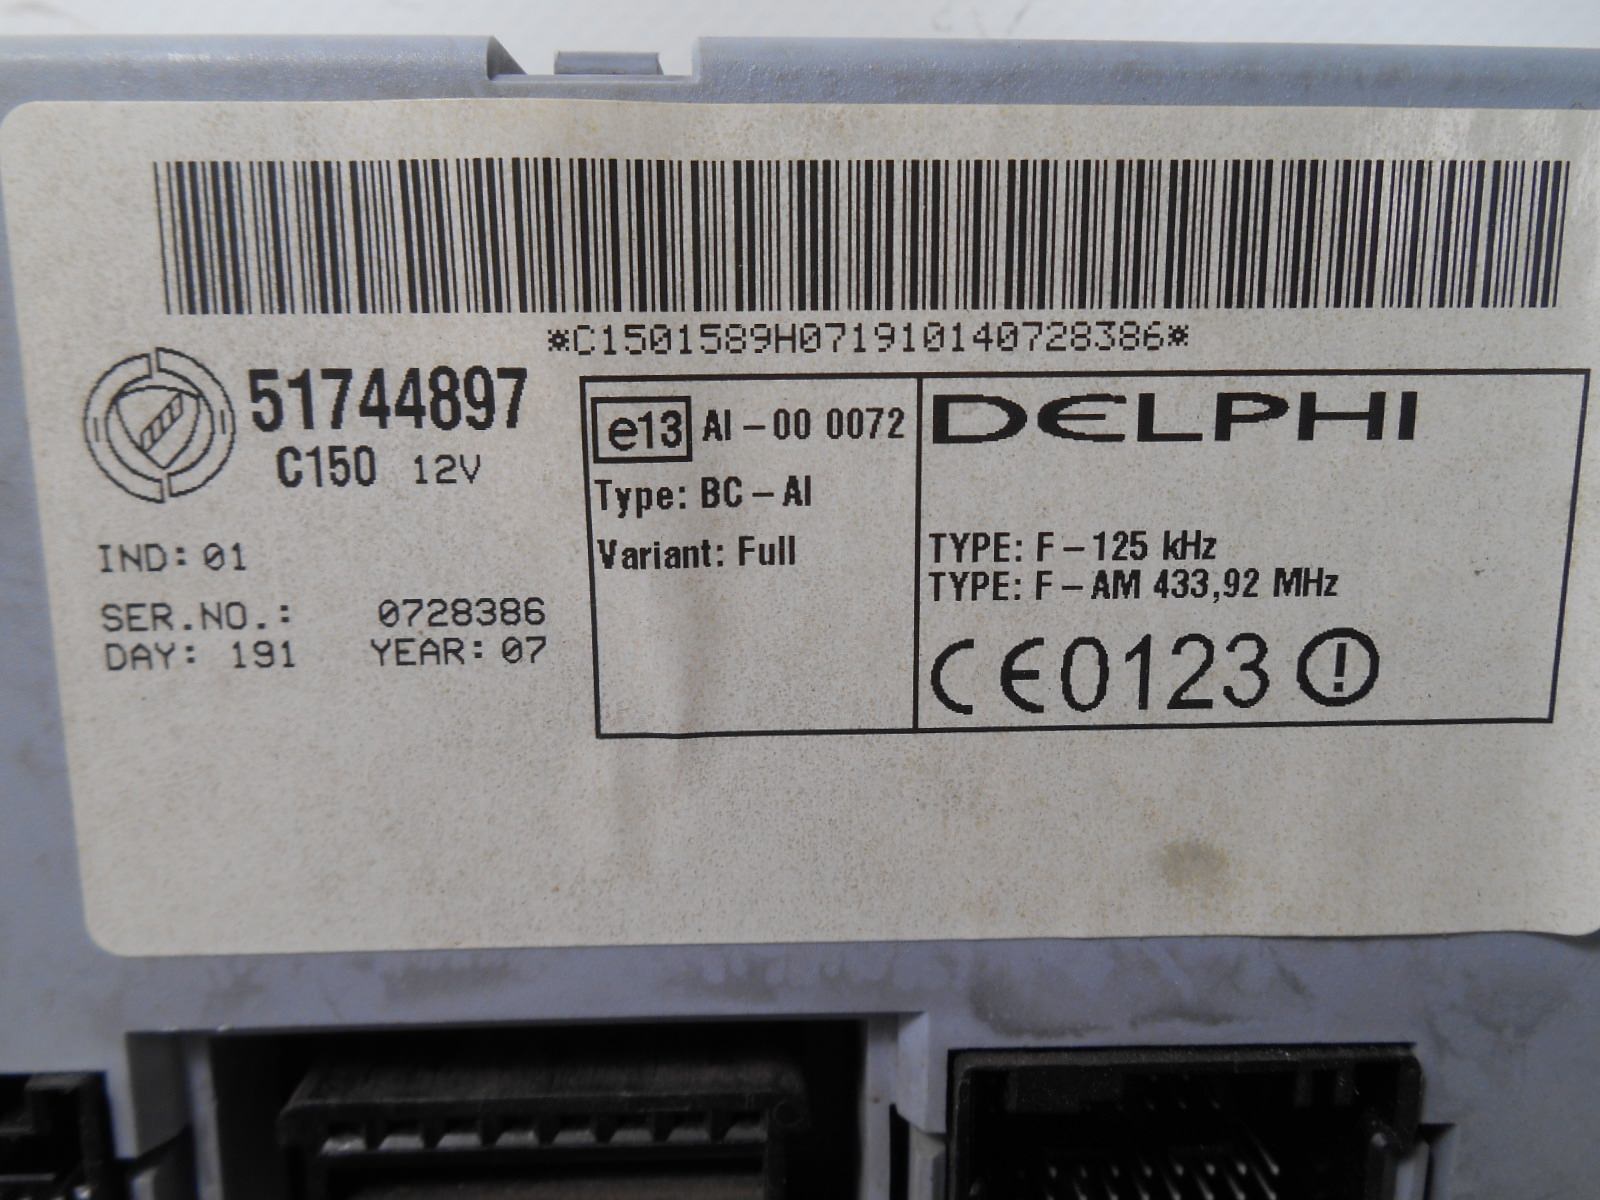 *C1501589H071910140728386*
51744897
C150 12V
IND: 01
SER.NO.: 0728386
DAY: 191 YEAR: 07
e13 AI-00 0072
Type: BC-AI
Variant: Full
DELPHI
TYPE: F-125 kHz
TYPE: F-AM 433,92 MHz
CE0123